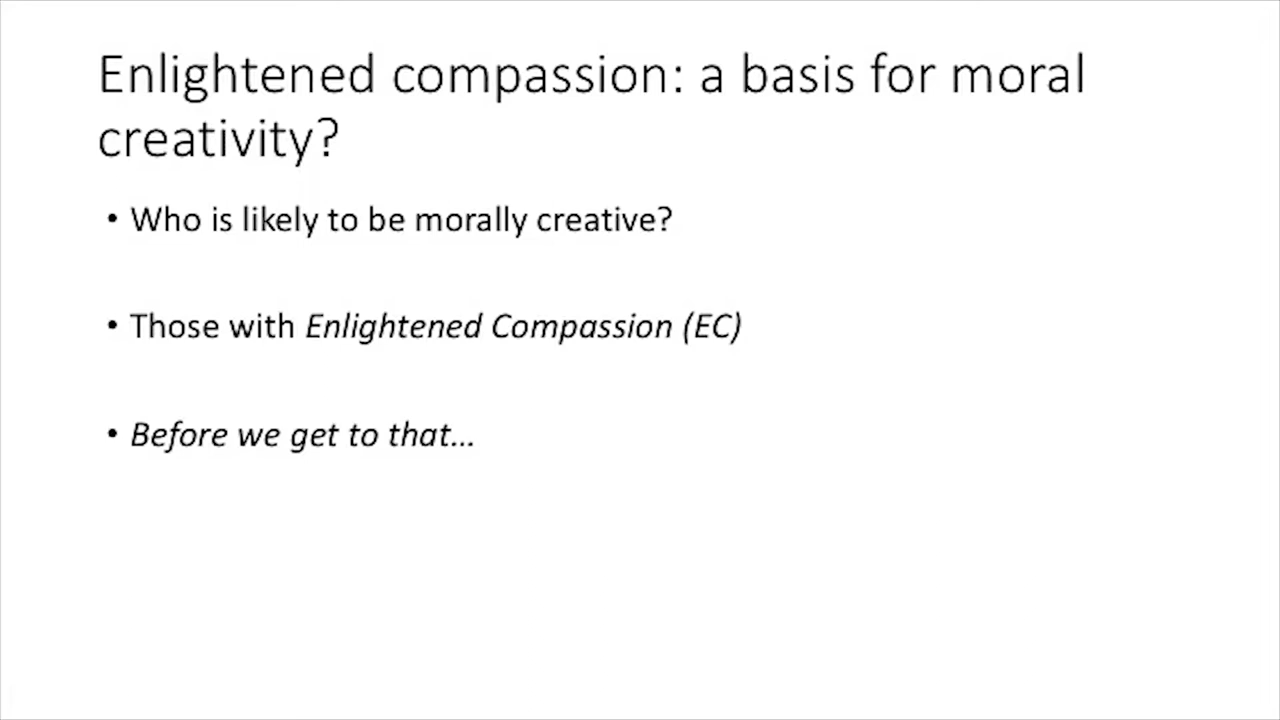 Enlightened compassion: a basis for moral
creativity?
• Who is likely to be morally creative?
• Those with Enlightened Compassion (EC)
• Before we get to that…